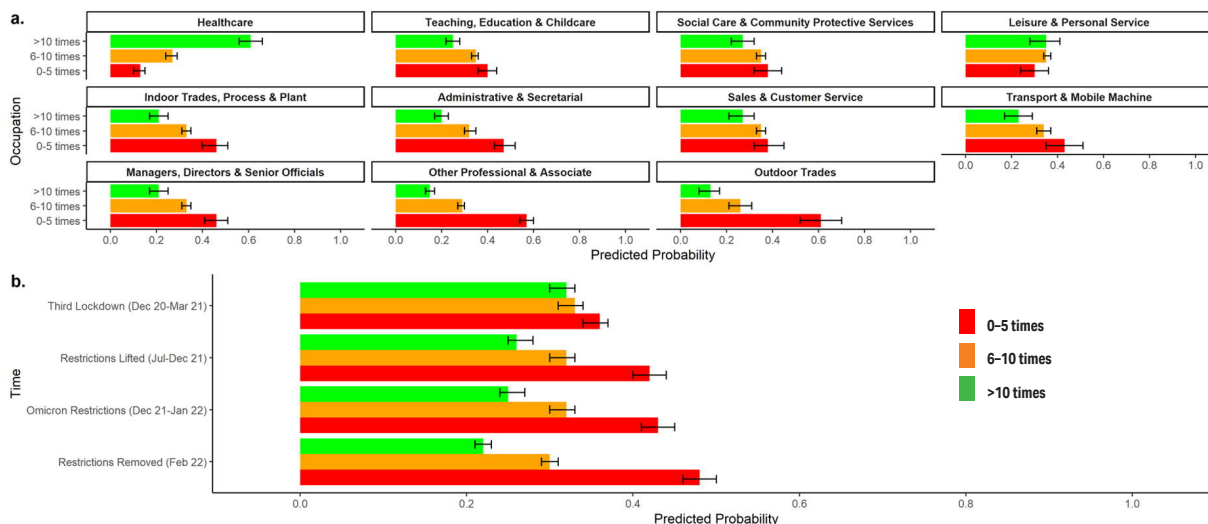 a.
Healthcare
Teaching, Education & Childcare
Social Care & Community Protective Services
Leisure & Personal Service
>10 times
6-10 times
0-5 times
Indoor Trades, Process & Plant
Administrative & Secretarial
Sales & Customer Service
Transport & Mobile Machine
Occupation
>10 times
6-10 times
0-5 times
0.0 0.2 0.4 0.6 0.8 1.0
Managers, Directors & Senior Officials
Other Professional & Associate
Outdoor Trades
>10 times
6-10 times
0-5 times
0.0 0.2 0.4 0.6 0.8 1.0
0.0 0.2 0.4 0.6 0.8 1.0
0.0 0.2 0.4 0.6 0.8 1.0
Predicted Probability
b.
Third Lockdown (Dec 20-Mar 21)
Restrictions Lifted (Jul-Dec 21)
Omicron Restrictions (Dec 21-Jan 22)
Restrictions Removed (Feb 22)
Time
0-5 times
6-10 times
>10 times
0.0 0.2 0.4 0.6 0.8 1.0
Predicted Probability